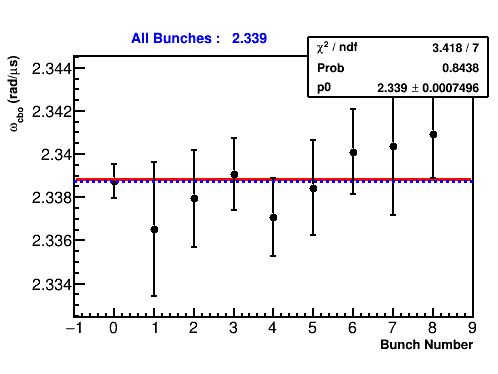 All Bunches : 2.339
χ² / ndf 3.418 / 7
Prob 0.8438
p0 2.339 ± 0.0007496
ω_cbo (rad/μs)
2.344
2.342
2.34
2.338
2.336
2.334
−1 0 1 2 3 4 5 6 7 8 9
Bunch Number